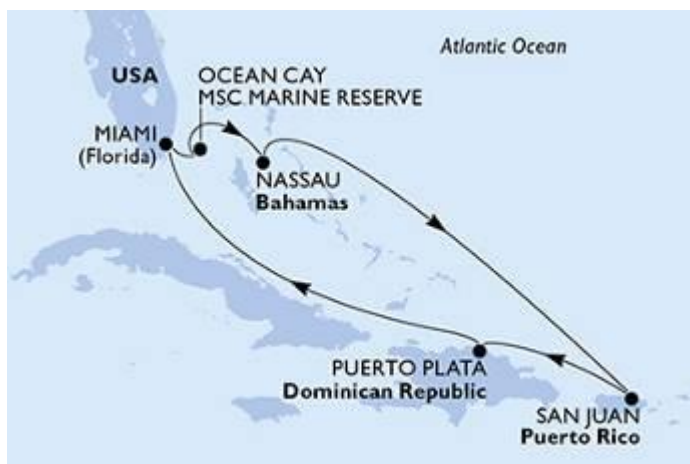 Atlantic Ocean
USA
OCEAN CAY
MSC MARINE RESERVE
MIAMI
(Florida)
NASSAU
Bahamas
PUERTO PLATA
Dominican Republic
SAN JUAN
Puerto Rico